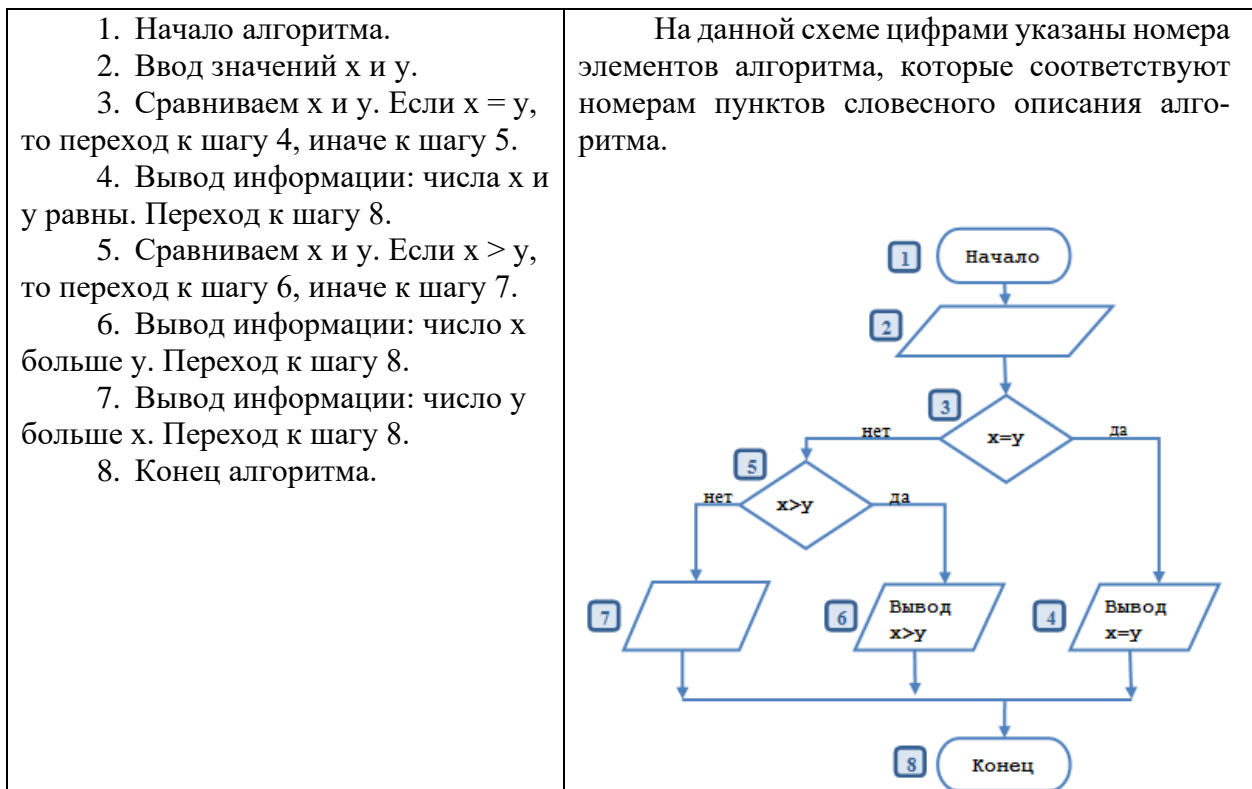 1. Начало алгоритма.
2. Ввод значений x и y.
3. Сравниваем x и y. Если x = y,
то переход к шагу 4, иначе к шагу 5.
4. Вывод информации: числа x и
y равны. Переход к шагу 8.
5. Сравниваем x и y. Если x > y,
то переход к шагу 6, иначе к шагу 7.
6. Вывод информации: число x
больше y. Переход к шагу 8.
7. Вывод информации: число y
больше x. Переход к шагу 8.
8. Конец алгоритма.
На данной схеме цифрами указаны номера
элементов алгоритма, которые соответствуют
номерам пунктов словесного описания алго-
ритма.
1 Начало
2
3
x=y
нет
да
5
x>y
нет
да
7
6
Вывод
x>y
4
Вывод
x=y
8 Конец